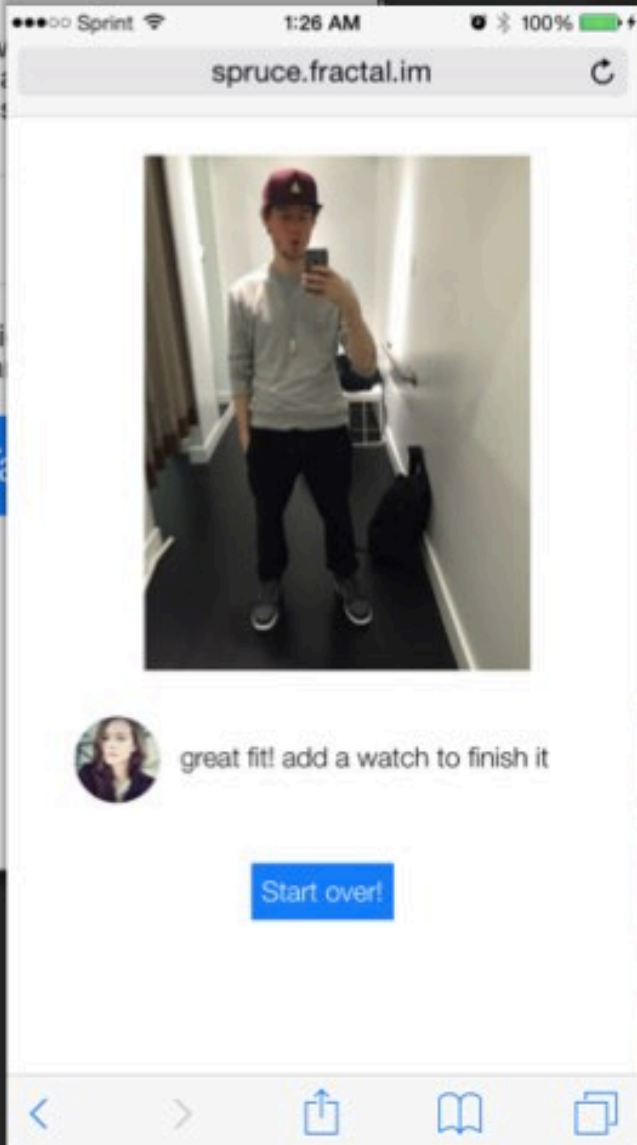 Sprint
1:26 AM
100%
spruce.fractal.im
great fit! add a watch to finish it
Start over!